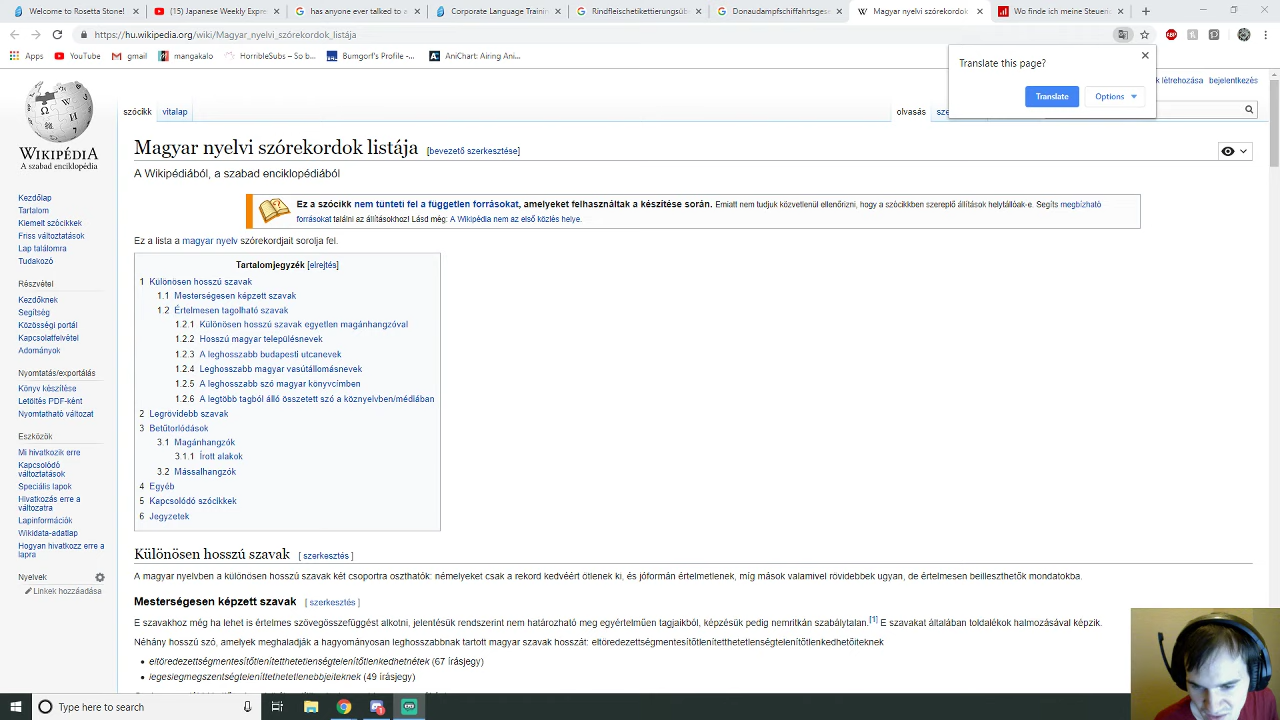 Welcome to Rosetta Stone!
(15) Japanese Weekly Expre
has anyone ever talked to a
Corporate Language Trainin
Rindfleischetikettierungsüb
Donaudampfschiffahrtsges
Magyar nyelvi szórekordok
Wo finde ich meine Steueri
https://hu.wikipedia.org/wiki/Magyar_nyelvi_szórekordok_listája
Apps
YouTube
gmail
mangakalo
HorribleSubs – So b...
Bumgorf's Profile -...
AniChart: Airing Ani...
Translate this page?
Translate
Options
k létrehozása
bejelentkezés
szócikk
vitalap
olvasás
WIKIPÉDIA
A szabad enciklopédia
Magyar nyelvi szórekordok listája [bevezető szerkesztése]
A Wikipédiából, a szabad enciklopédiából
Ez a szócikk nem tünteti fel a független forrásokat, amelyeket felhasználtak a készítése során. Emiatt nem tudjuk közvetlenül ellenőrizni, hogy a szócikkben szereplő állítások helytállóak-e. Segíts megbízható
forrásokat találni az állításokhoz! Lásd még: A Wikipédia nem az első közlés helye.
Ez a lista a magyar nyelv szórekordjait sorolja fel.
Kezdőlap
Tartalom
Kiemelt szócikkek
Friss változtatások
Lap találomra
Tudakozó
Részvétel
Kezdőknek
Segítség
Közösségi portál
Kapcsolatfelvétel
Adományok
Nyomtatás/exportálás
Könyv készítése
Letöltés PDF-ként
Nyomtatható változat
Eszközök
Mi hivatkozik erre
Kapcsolódó
változtatások
Speciális lapok
Hivatkozás erre a
változatra
Lapinformációk
Wikidata-adatlap
Hogyan hivatkozz erre a
lapra
Nyelvek
Linkek hozzáadása
Tartalomjegyzék [elrejtés]
1 Különösen hosszú szavak
1.1 Mesterségesen képzett szavak
1.2 Értelmesen tagolható szavak
1.2.1 Különösen hosszú szavak egyetlen magánhangzóval
1.2.2 Hosszú magyar településnevek
1.2.3 A leghosszabb budapesti utcanevek
1.2.4 Leghosszabb magyar vasútállomásnevek
1.2.5 A leghosszabb szó magyar könyvcímben
1.2.6 A legtöbb tagból álló összetett szó a köznyelvben/médiában
2 Legrövidebb szavak
3 Betűtorlódások
3.1 Magánhangzók
3.1.1 Írott alakok
3.2 Mássalhangzók
4 Egyéb
5 Kapcsolódó szócikkek
6 Jegyzetek
Különösen hosszú szavak [ szerkesztés ]
A magyar nyelvben a különösen hosszú szavak két csoportra oszthatók: némelyeket csak a rekord kedvéért ötlenek ki, és jóformán értelmetlenek, míg mások valamivel rövidebbek ugyan, de értelmesen beilleszthetők mondatokba.
Mesterségesen képzett szavak [ szerkesztés ]
E szavakhoz még ha lehet is értelmes szövegösszefüggést alkotni, jelentésük rendszerint nem határozható meg egyértelműen tagjaikból, képzésük pedig nemritkán szabálytalan.[1] E szavakat általában toldalékok halmozásával képzik.
Néhány hosszú szó, amelyek meghaladják a hagyományosan leghosszabbnak tartott magyar szavak hosszát:
(67 írásjegy)
legeslegmegszentségtelenítettebbjeiteknek (49 írásjegy)
Type here to search